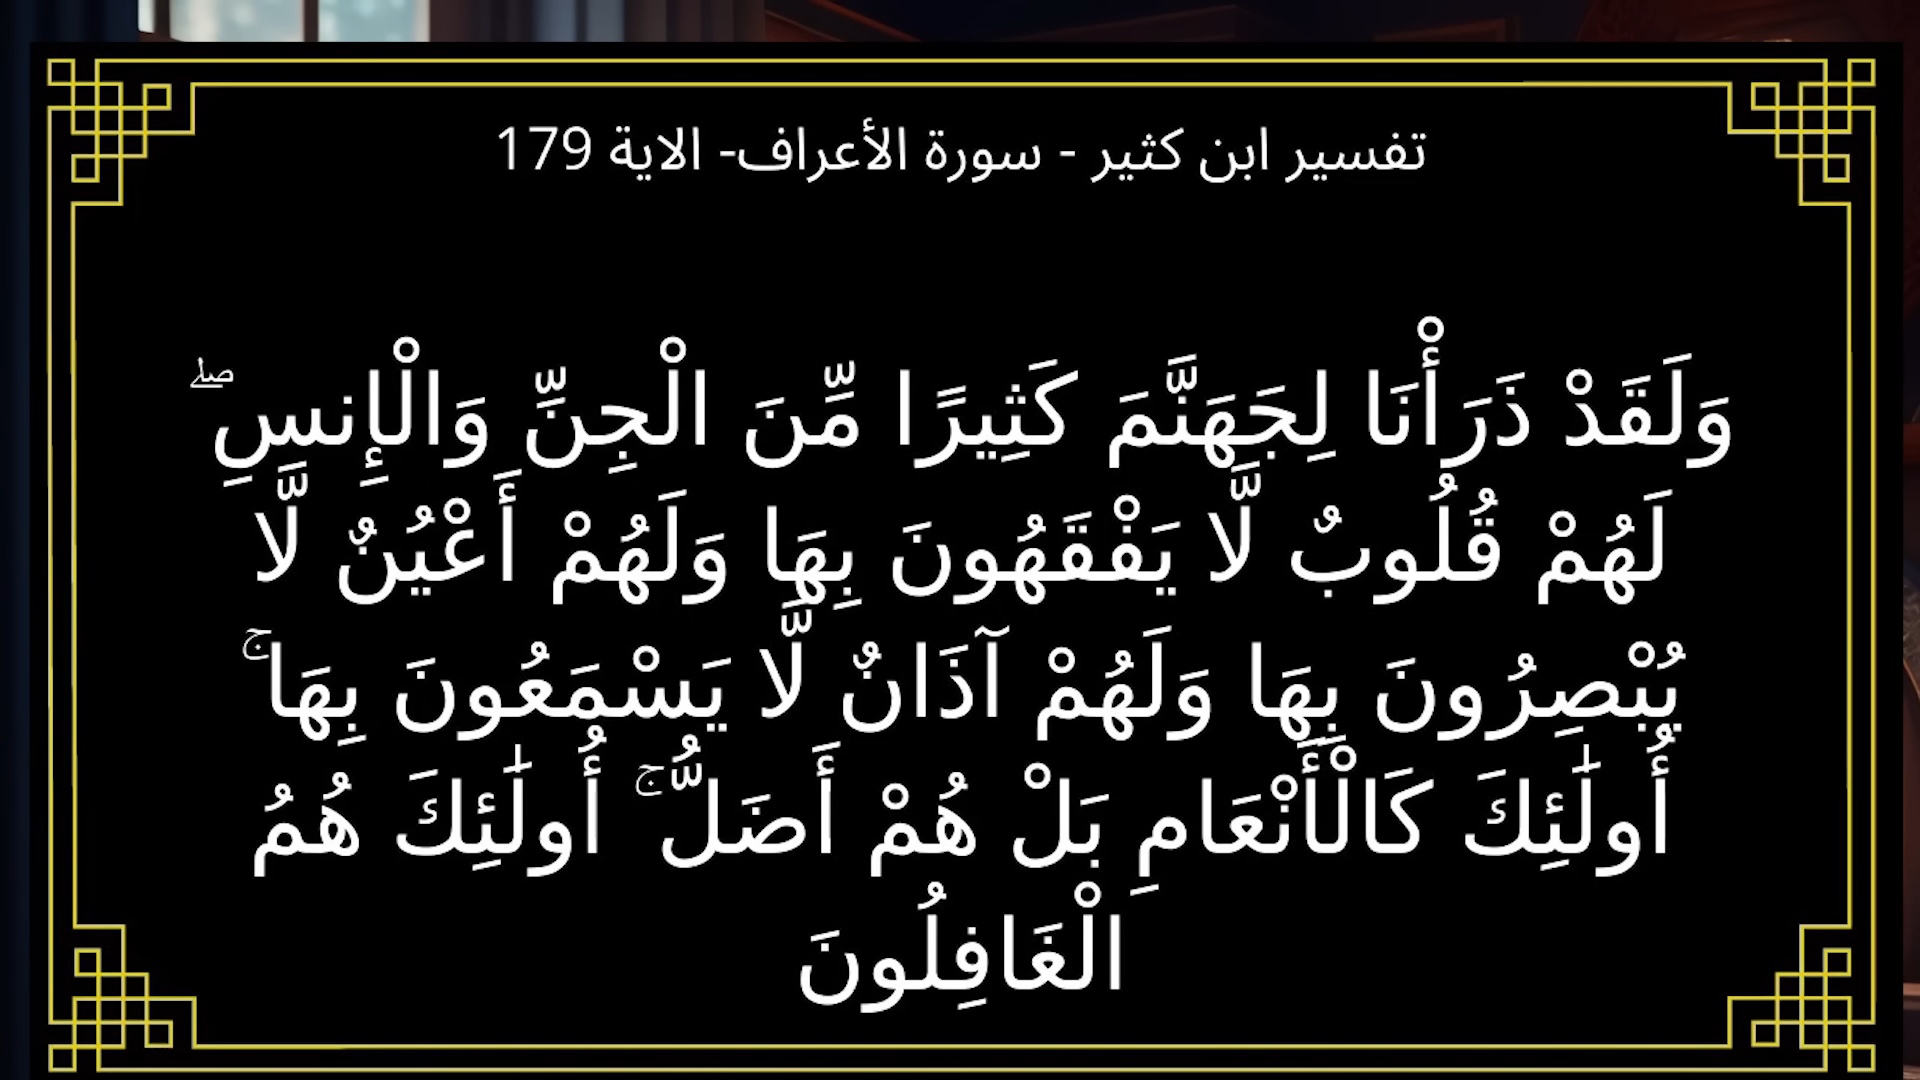 تفسير ابن كثير - سورة الأعراف- الاية 179
وَلَقَدْ ذَرَأْنَا لِجَهَنَّمَ كَثِيرًا مِّنَ الْجِنِّ وَالْإِنسِ ۖ
لَهُمْ قُلُوبٌ لَّا يَفْقَهُونَ بِهَا وَلَهُمْ أَعْيُنٌ لَّا
يُبْصِرُونَ بِهَا وَلَهُمْ آذَانٌ لَّا يَسْمَعُونَ بِهَا ۚ
أُولَٰئِكَ كَالْأَنْعَامِ بَلْ هُمْ أَضَلُّ ۚ أُولَٰئِكَ هُمُ
الْغَافِلُونَ